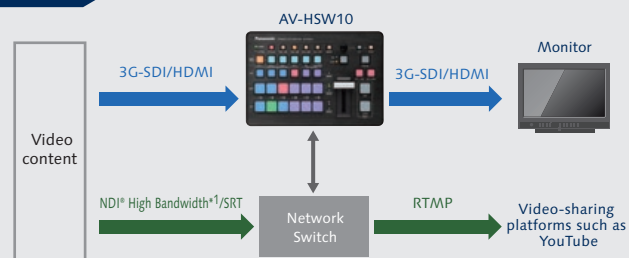 AV-HSW10
Monitor
3G-SDI/HDMI
3G-SDI/HDMI
Panasonic
Video
content
NDI® High Bandwidth*1/SRT
Network
Switch
RTMP
Video-sharing
platforms such as
YouTube